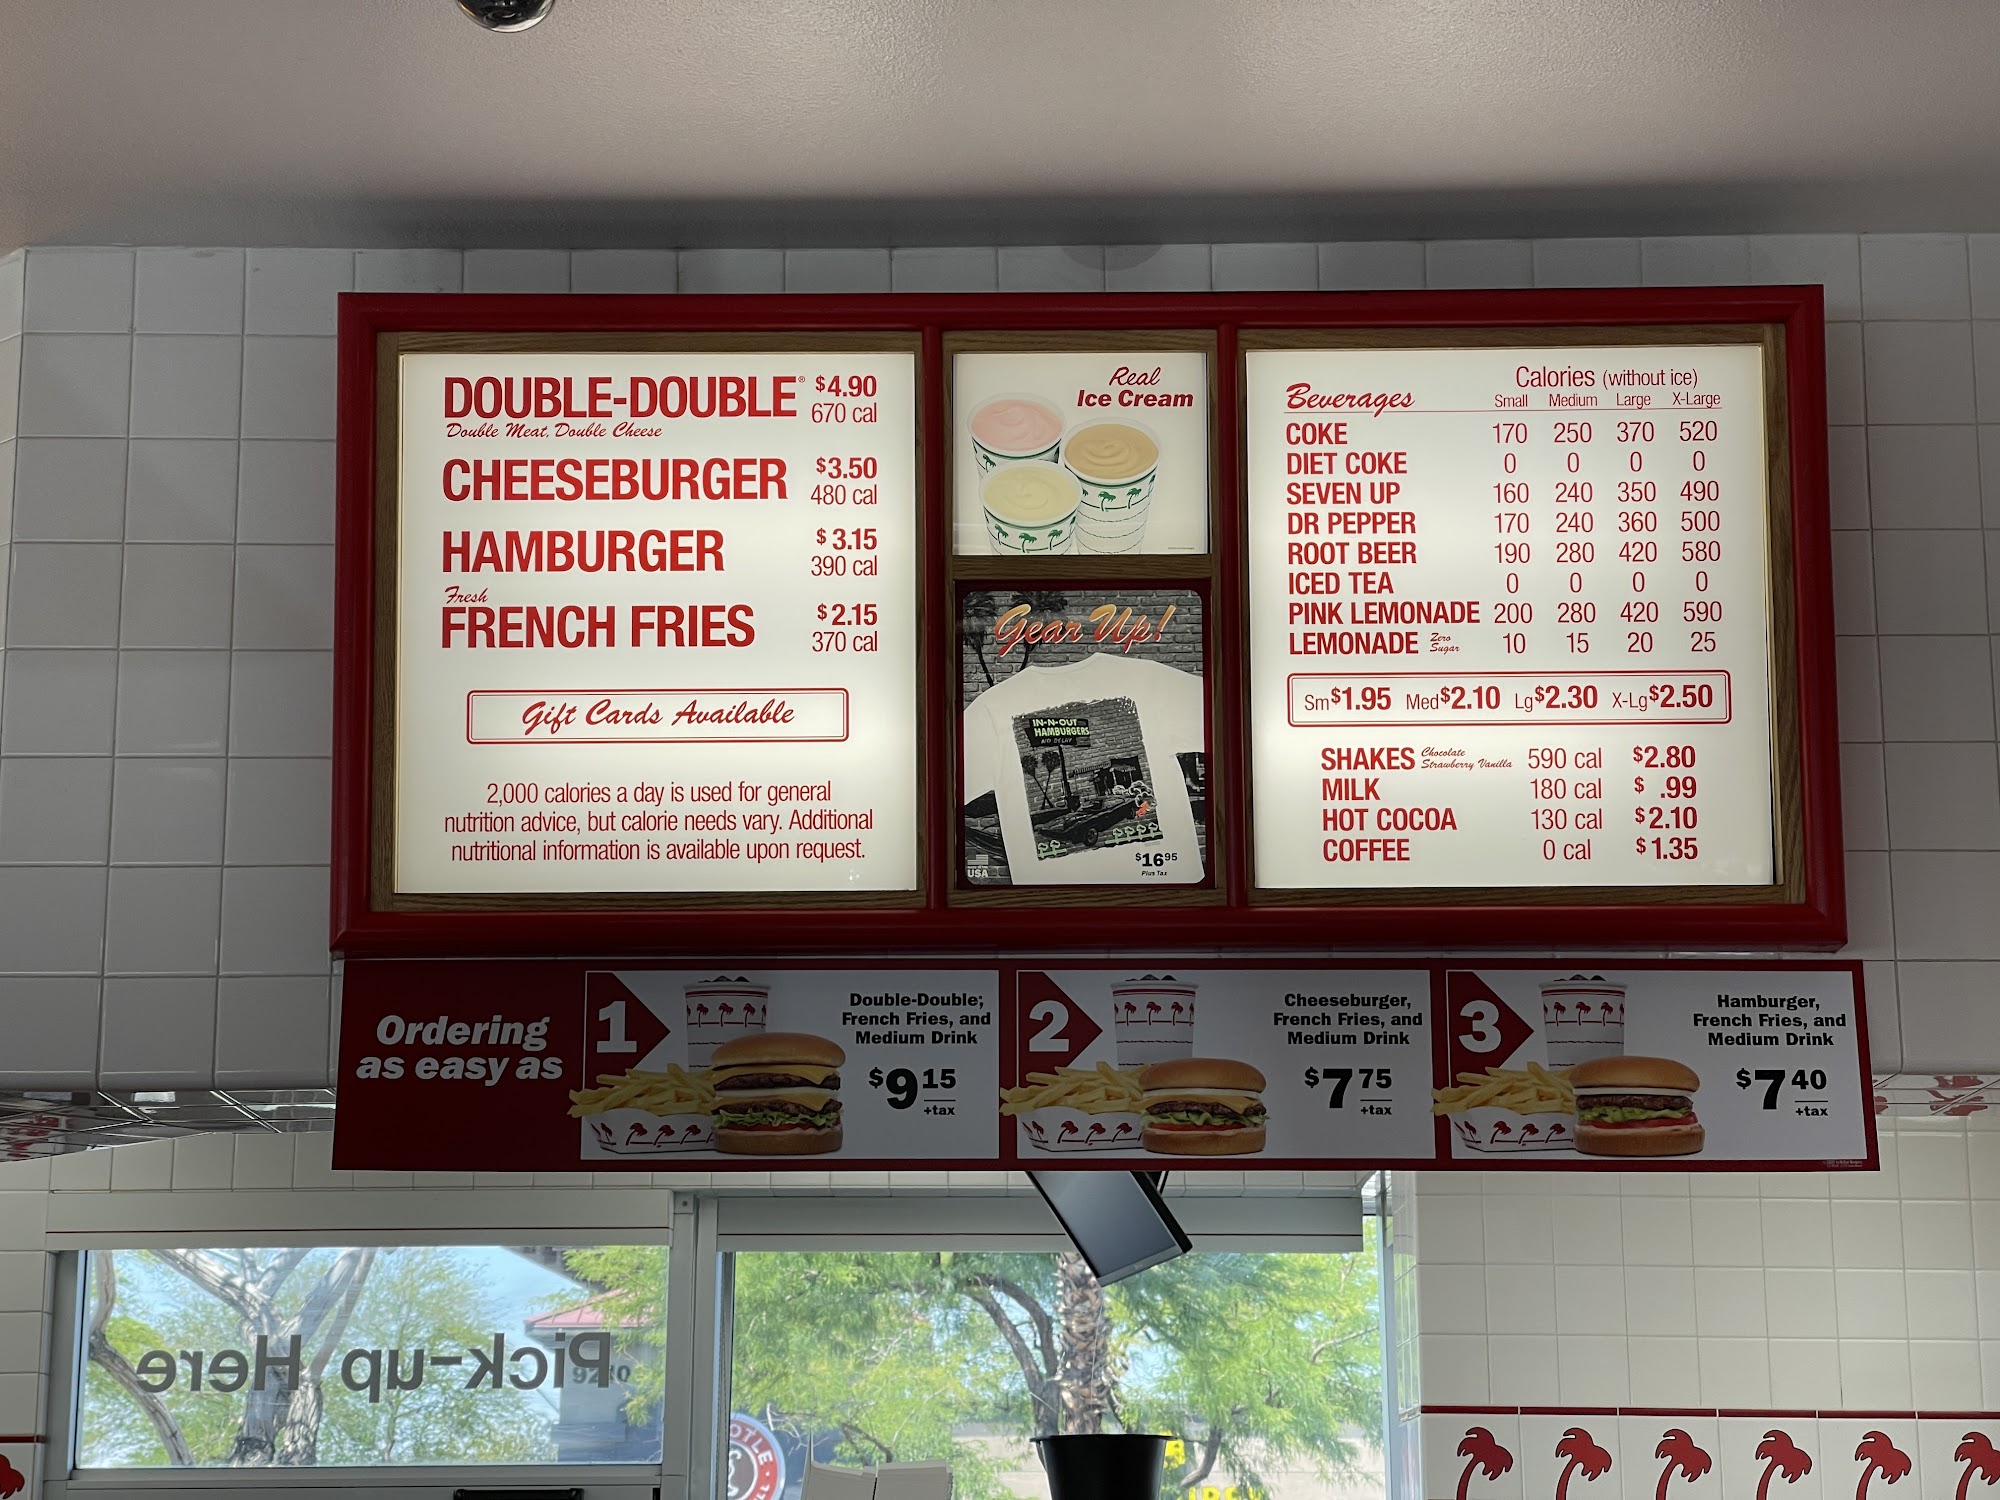 DOUBLE-DOUBLE® $4.90
Double Meat, Double Cheese 670 cal
CHEESEBURGER $3.50
480 cal
HAMBURGER $3.15
390 cal
Fresh
FRENCH FRIES $2.15
370 cal
Gift Cards Available
2,000 calories a day is used for general
nutrition advice, but calorie needs vary. Additional
nutritional information is available upon request.
Real
Ice Cream
Gear Up!
IN-N-OUT
HAMBURGERS
NO DELAY
USA
$16.95
Plus Tax
Beverages Calories (without ice)
Small Medium Large X-Large
COKE 170 250 370 520
DIET COKE 0 0 0 0
SEVEN UP 160 240 350 490
DR PEPPER 170 240 360 500
ROOT BEER 190 280 420 580
ICED TEA 0 0 0 0
PINK LEMONADE 200 280 420 590
LEMONADE Zero Sugar 10 15 20 25
Sm $1.95 Med $2.10 Lg $2.30 X-Lg $2.50
SHAKES Chocolate Strawberry Vanilla 590 cal $2.80
MILK 180 cal $ .99
HOT COCOA 130 cal $2.10
COFFEE 0 cal $1.35
Ordering
as easy as
1
Double-Double,
French Fries, and
Medium Drink
$9 15
+tax
2
Cheeseburger,
French Fries, and
Medium Drink
$7 75
+tax
3
Hamburger,
French Fries, and
Medium Drink
$7 40
+tax
Pick-up Here